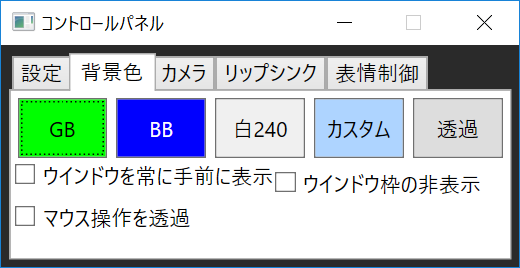 コントロールパネル
設定 背景色 カメラ リップシンク 表情制御
GB BB 白240 カスタム 透過
ウインドウを常に手前に表示 ウインドウ枠の非表示
マウス操作を透過